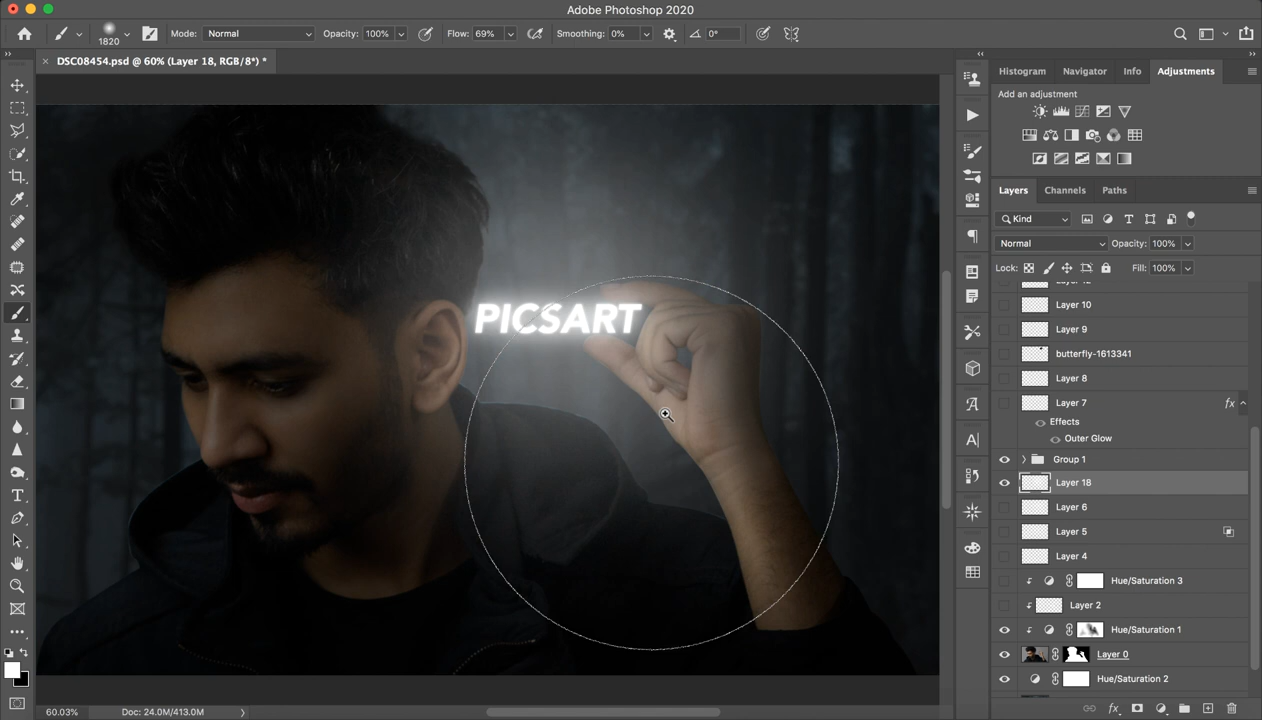 Adobe Photoshop 2020
1820
Mode: Normal
Opacity: 100%
Flow: 69%
Smoothing: 0%
0°
DSC08454.psd @ 60% (Layer 18, RGB/8*) *
PICSART
Histogram
Navigator
Info
Adjustments
Add an adjustment
Layers
Channels
Paths
Kind
Normal
Opacity: 100%
Lock:
Fill: 100%
Layer 10
Layer 9
butterfly-1613341
Layer 8
Layer 7
fx
Effects
Outer Glow
Group 1
Layer 18
Layer 6
Layer 5
Layer 4
Hue/Saturation 3
Layer 2
Hue/Saturation 1
Layer 0
Hue/Saturation 2
fx
60.03%
Doc: 24.0M/413.0M